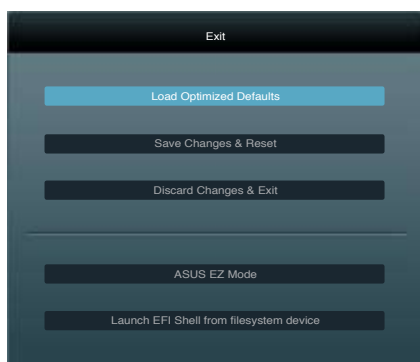 Exit
Load Optimized Defaults
Save Changes & Reset
Discard Changes & Exit
ASUS EZ Mode
Launch EFI Shell from filesystem device